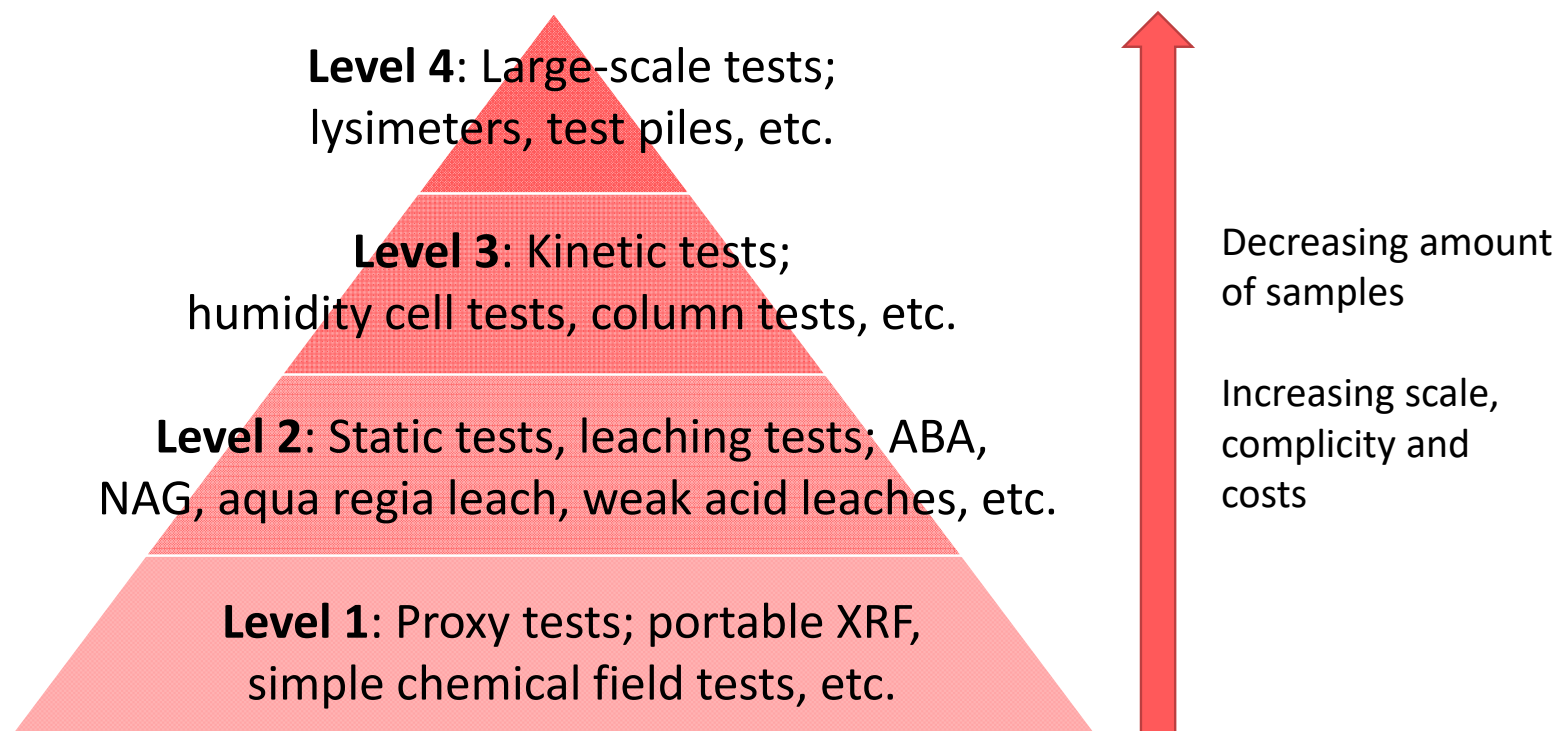 Level 4: Large-scale tests;
lysimeters, test piles, etc.
Level 3: Kinetic tests;
humidity cell tests, column tests, etc.
Level 2: Static tests, leaching tests; ABA,
NAG, aqua regia leach, weak acid leaches, etc.
Level 1: Proxy tests; portable XRF,
simple chemical field tests, etc.
Decreasing amount
of samples
Increasing scale,
complicity and
costs